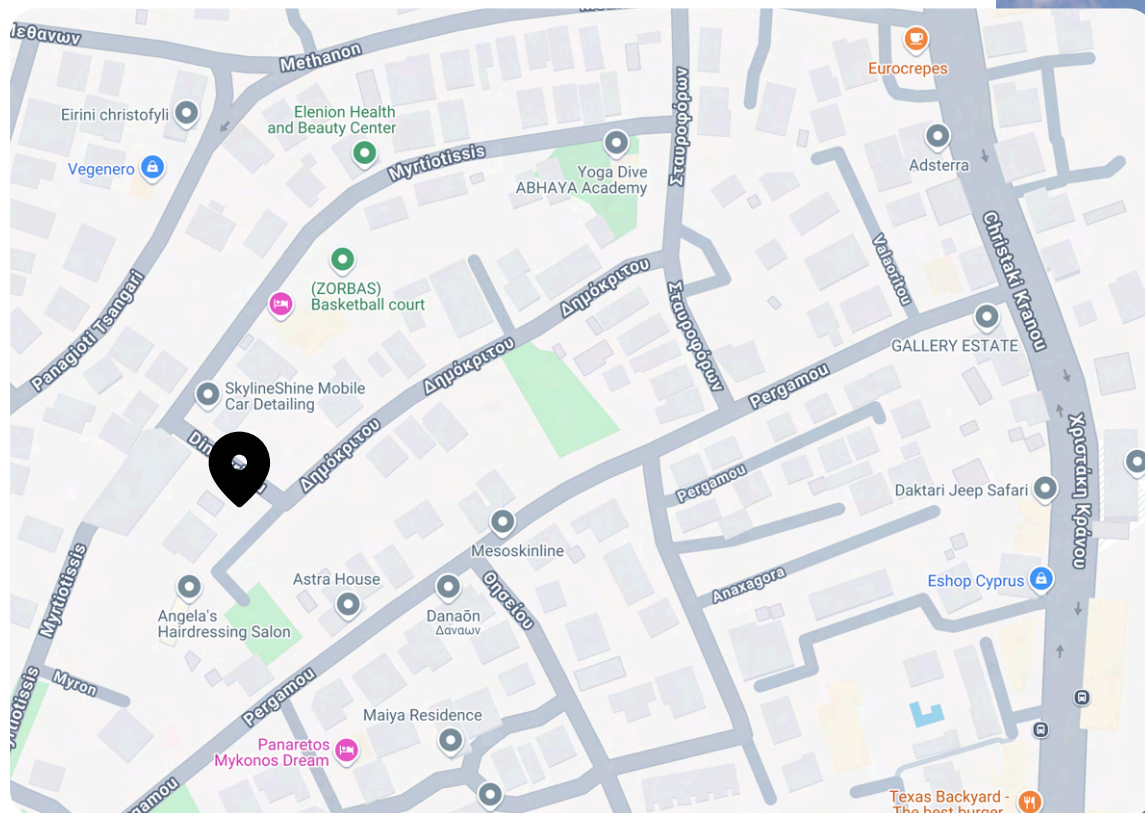 Methanon
Eurocrepes
Eirini christofyli
Elenion Health
and Beauty Center
Σταυροφόρων
Adsterra
Vegenero
Myrtiotissis
Yoga Dive
ABHAYA Academy
Christaki Kranou
Valaoritou
(ZORBAS)
Basketball court
Δημόκριτου
Σταυροφόρων
Panagioti Tsangari
GALLERY ESTATE
Δημόκριτου
Pergamou
SkylineShine Mobile
Car Detailing
Δημόκριτου
Χριστάκη Κράνου
Pergamou
Daktari Jeep Safari
Mesoskinline
Myrtiotissis
Astra House
Θησείου
Anaxagora
Eshop Cyprus
Angela's
Hairdressing Salon
Danaōn
Δαναων
Myron
Pergamou
Maiya Residence
Panaretos
Mykonos Dream
Texas Backyard -
The best burger